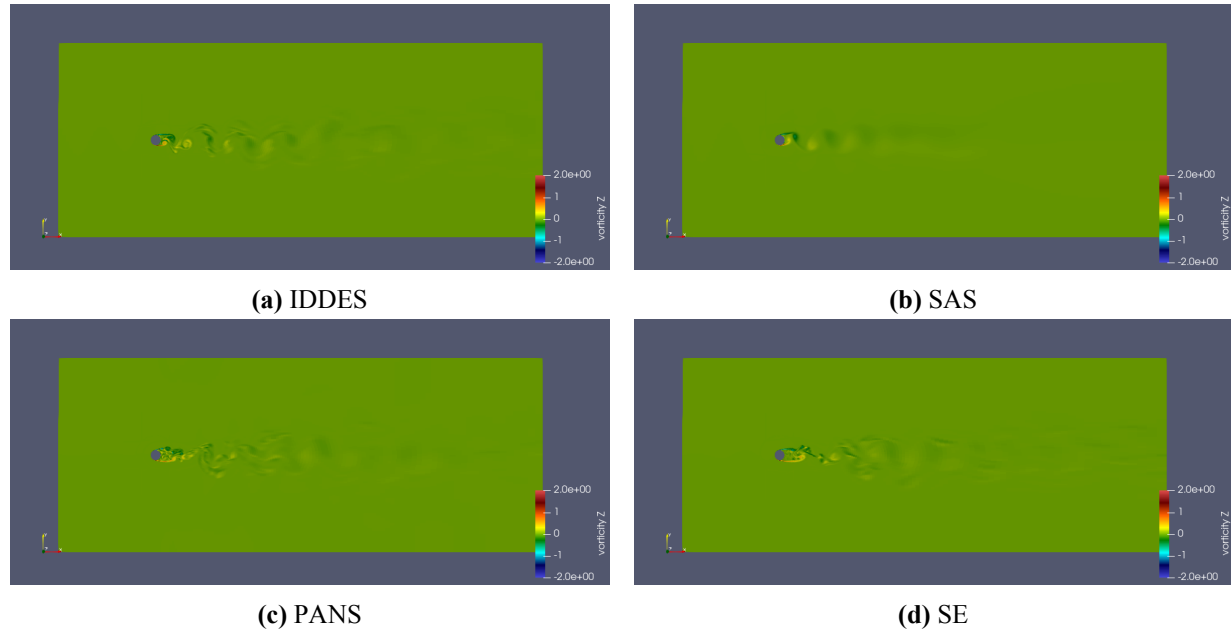 2.0e+00
1
0
-1
-2.0e+00
vorticity Z
2.0e+00
1
0
-1
-2.0e+00
vorticity Z
(a) IDDES
(b) SAS
2.0e+00
1
0
-1
-2.0e+00
vorticity Z
2.0e+00
1
0
-1
-2.0e+00
vorticity Z
(c) PANS
(d) SE